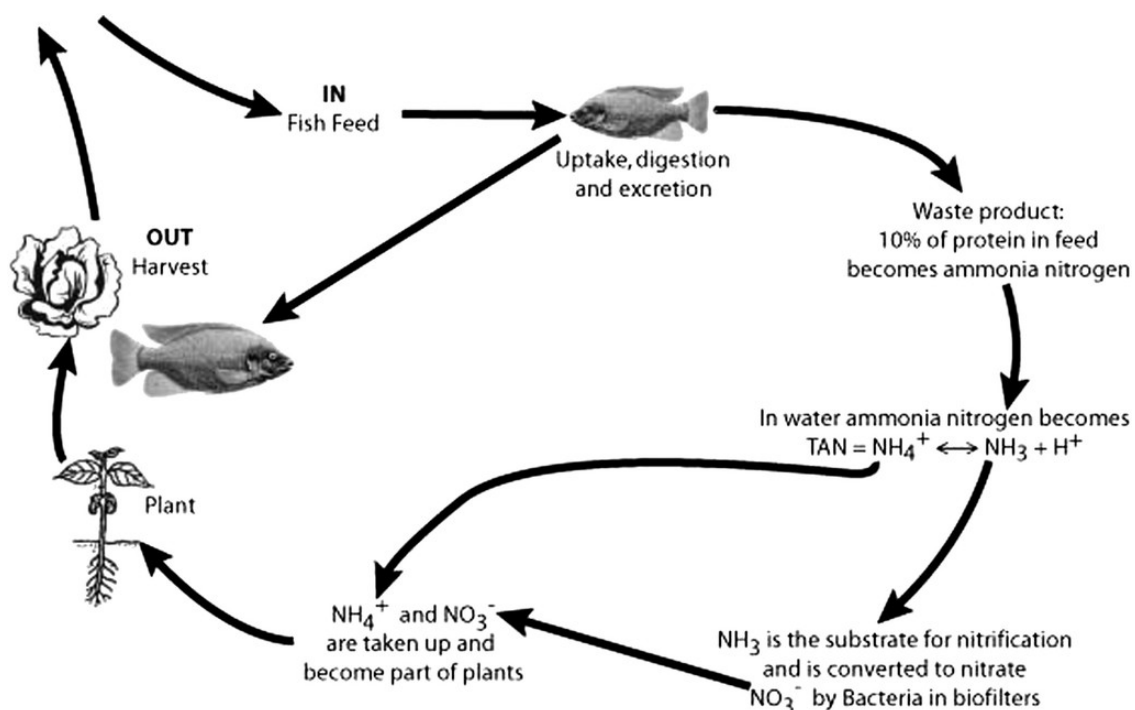 IN
Fish Feed
Uptake, digestion
and excretion
Waste product:
10% of protein in feed
becomes ammonia nitrogen
OUT
Harvest
In water ammonia nitrogen becomes
TAN = NH₄⁺ ↔ NH₃ + H⁺
Plant
NH₄⁺ and NO₃⁻
are taken up and
become part of plants
NH₃ is the substrate for nitrification
and is converted to nitrate
NO₃⁻ by Bacteria in biofilters